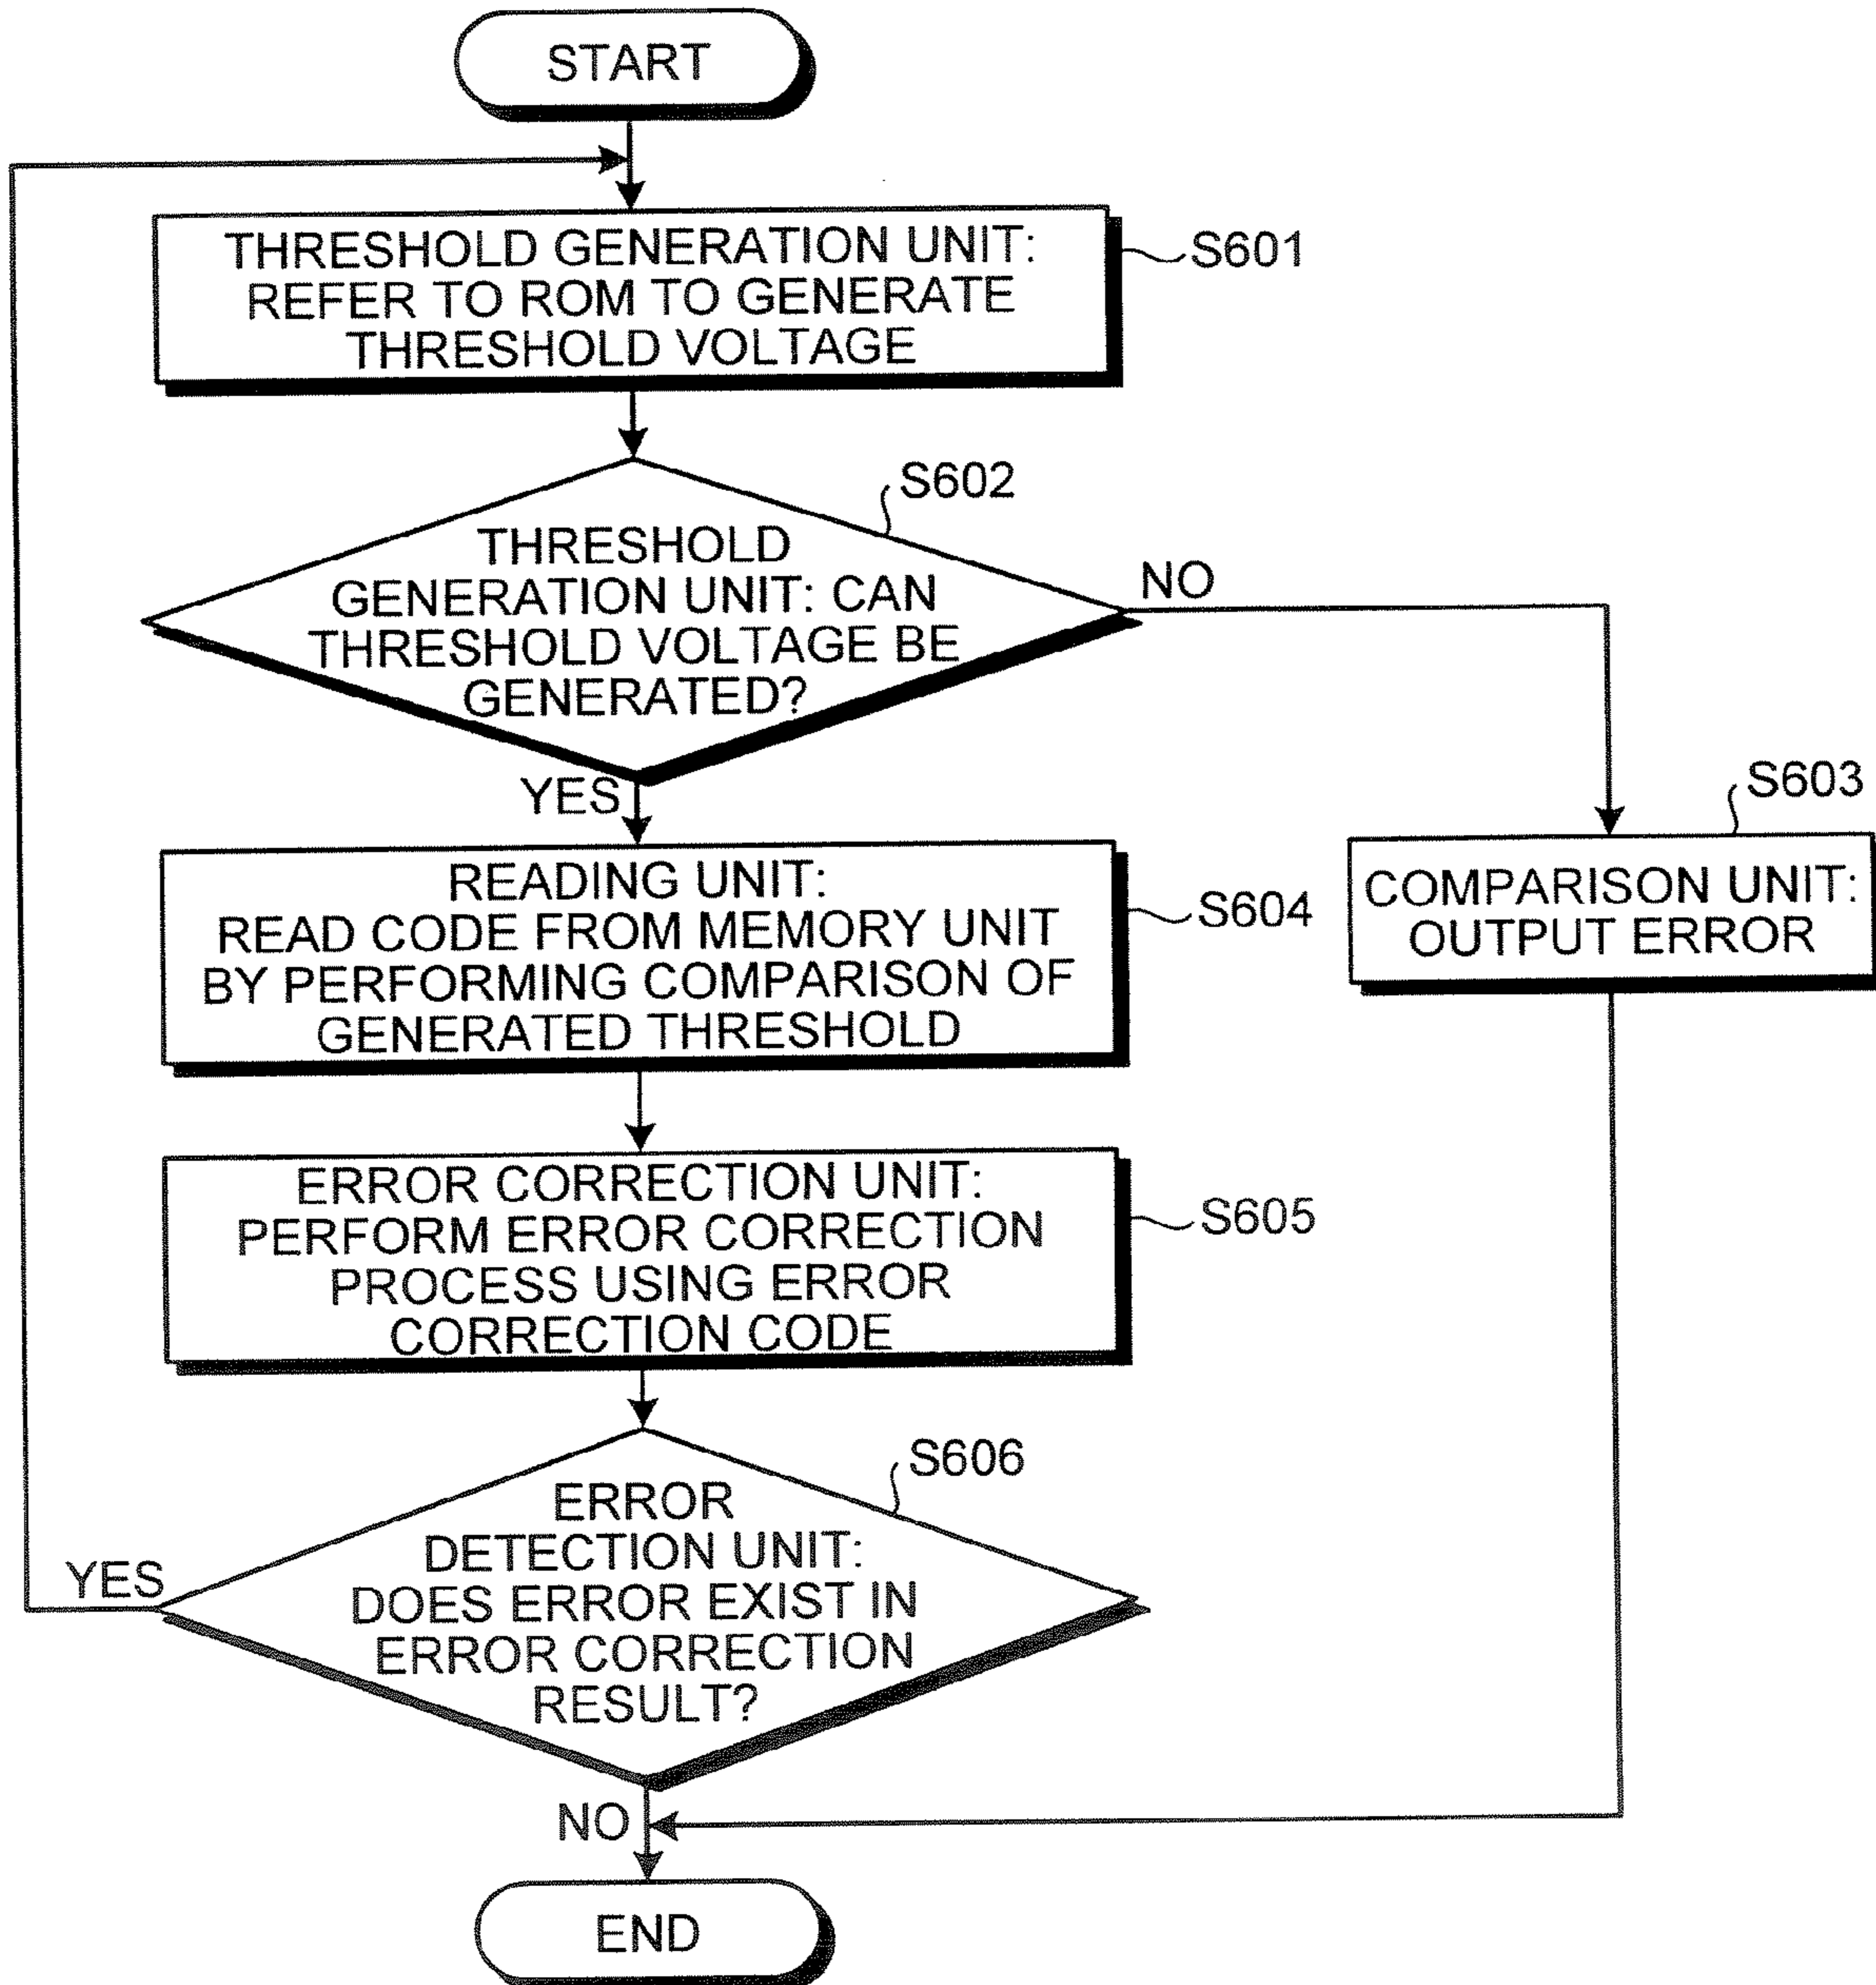 START
THRESHOLD GENERATION UNIT:
REFER TO ROM TO GENERATE
THRESHOLD VOLTAGE
S601
S602
THRESHOLD
GENERATION UNIT: CAN
THRESHOLD VOLTAGE BE
GENERATED?
NO
YES
S603
COMPARISON UNIT:
OUTPUT ERROR
READING UNIT:
READ CODE FROM MEMORY UNIT
BY PERFORMING COMPARISON OF
GENERATED THRESHOLD
S604
ERROR CORRECTION UNIT:
PERFORM ERROR CORRECTION
PROCESS USING ERROR
CORRECTION CODE
S605
S606
ERROR
DETECTION UNIT:
DOES ERROR EXIST IN
ERROR CORRECTION
RESULT?
YES
NO
END